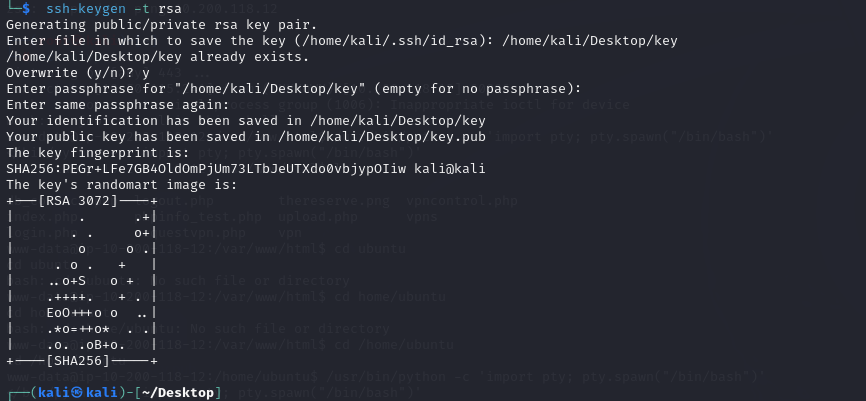 └─$ ssh-keygen -t rsa
Generating public/private rsa key pair.
Enter file in which to save the key (/home/kali/.ssh/id_rsa): /home/kali/Desktop/key
/home/kali/Desktop/key already exists.
Overwrite (y/n)? y
Enter passphrase for "/home/kali/Desktop/key" (empty for no passphrase):
Enter same passphrase again:
Your identification has been saved in /home/kali/Desktop/key
Your public key has been saved in /home/kali/Desktop/key.pub
The key fingerprint is:
SHA256:PEGr+LFe7GB4OldOmPjUm73LTbJeUTXdo0vbjypOIiw kali@kali
The key's randomart image is:
+---[RSA 3072]----+
|        .      .+|
|       . .     o+|
|        o     o .|
|     . o .   +   |
|    ..o+S   o +  |
|    .++++.   + . |
|    EoO+++o o  ..|
|    .*o=++o*  . .|
|    .o. .oB+o.   |
+----[SHA256]-----+
┌──(kali㉿kali)-[~/Desktop]